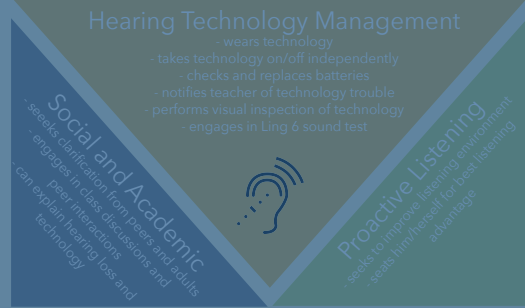 Hearing Technology Management
- wears technology
- takes technology on/off independently
- checks and replaces batteries
- notifies teacher of technology trouble
- performs visual inspection of technology
- engages in Ling 6 sound test
Social and Academic
- seeeks clarification from peers and adults
- engages in class discussions and
peer interactions
- can explain hearing loss and
technology
Proactive Listening
- seeks to improve listening environment
- seats him/herself for best listening
advantage